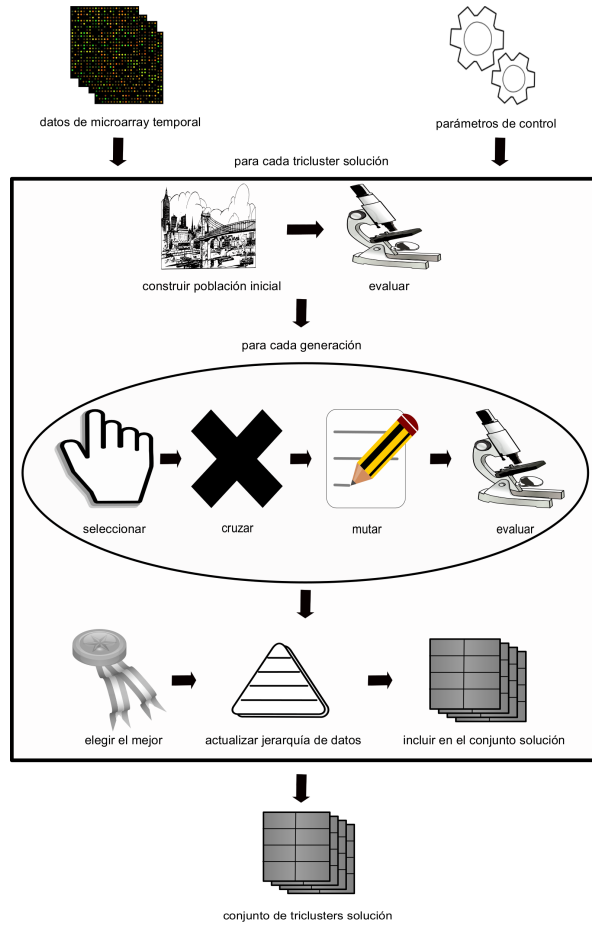 datos de microarray temporal
parámetros de control
para cada tricluster solución
construir población inicial
evaluar
para cada generación
seleccionar
cruzar
mutar
evaluar
elegir el mejor
actualizar jerarquía de datos
incluir en el conjunto solución
conjunto de triclusters solución